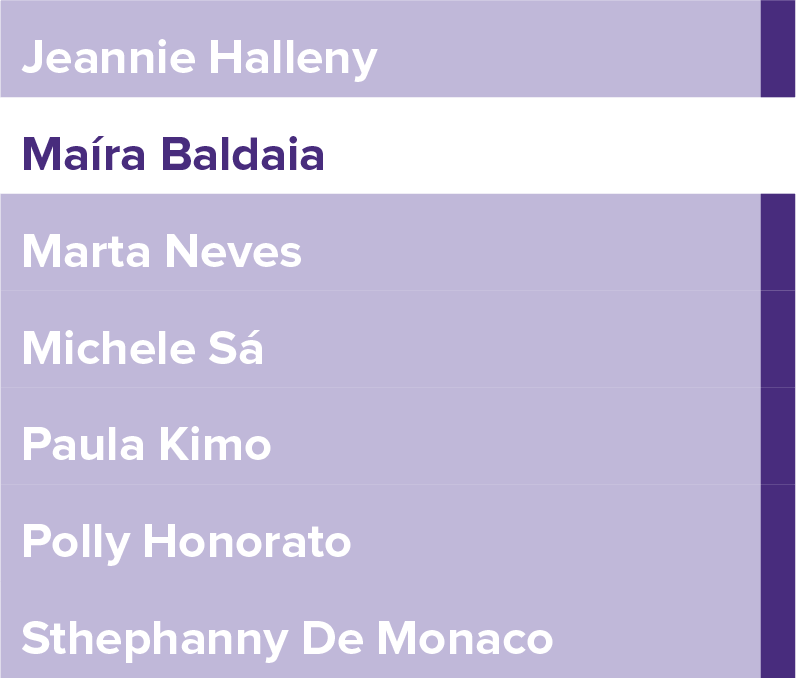 Jeannie Halleny
Maíra Baldaia
Marta Neves
Michele Sá
Paula Kimo
Polly Honorato
Sthephanny De Monaco